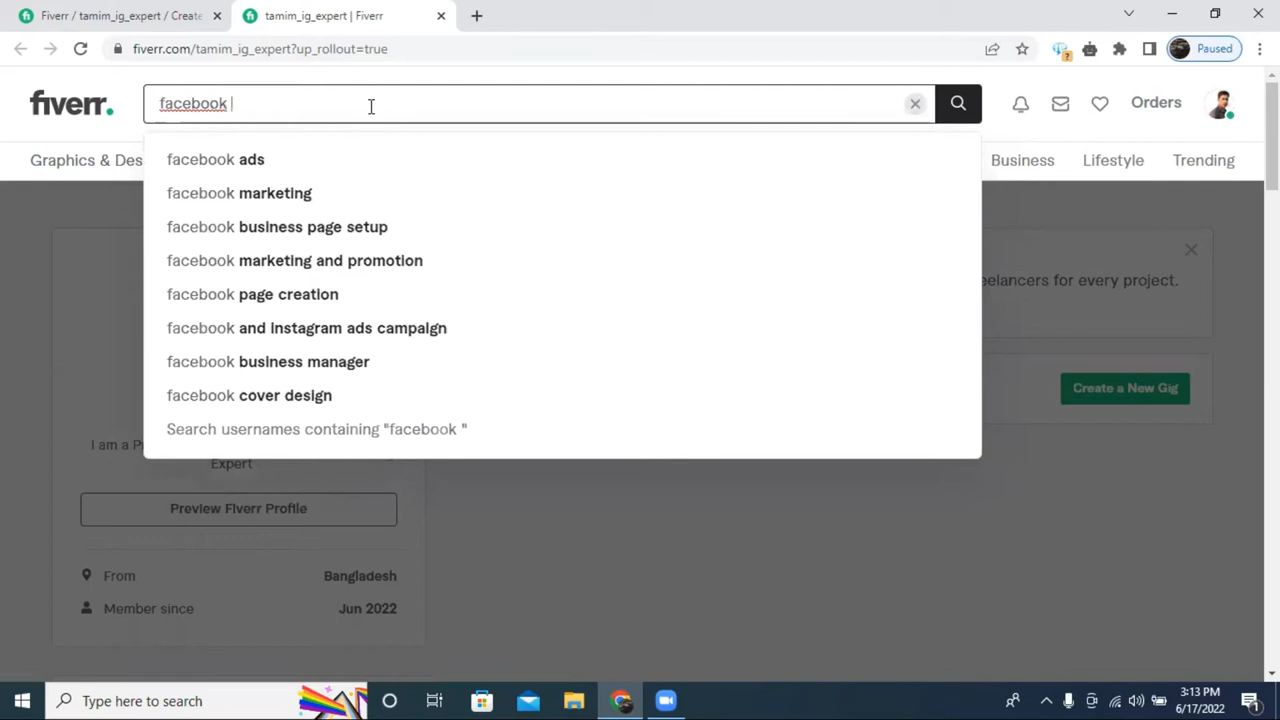 Fiverr / tamim_ig_expert / Create
tamim_ig_expert | Fiverr
fiverr.com/tamim_ig_expert?up_rollout=true
Paused
fiverr.
facebook
Orders
Graphics & Des
Business
Lifestyle
Trending
facebook ads
facebook marketing
facebook business page setup
facebook marketing and promotion
facebook page creation
facebook and instagram ads campaign
facebook business manager
facebook cover design
Search usernames containing "facebook "
eelancers for every project.
Create a New Gig
I am a P
Expert
Preview Fiverr Profile
From
Bangladesh
Member since
Jun 2022
Type here to search
3:13 PM
6/17/2022